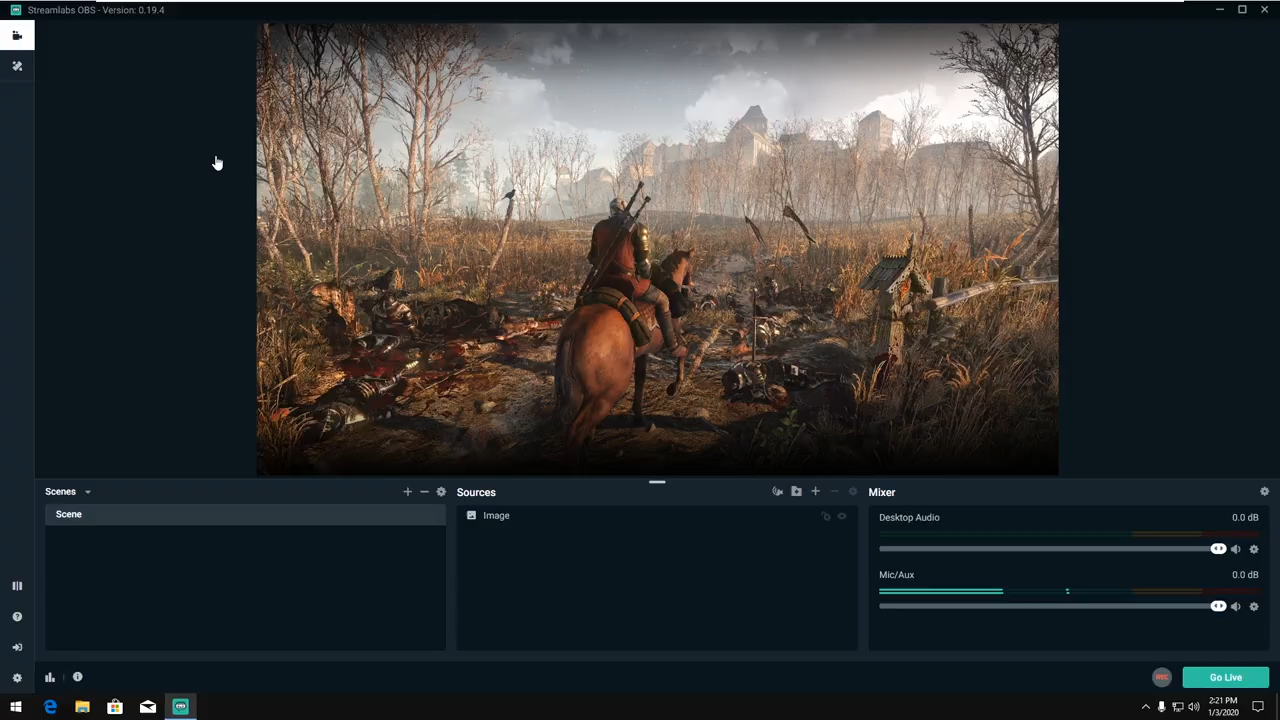 Streamlabs OBS - Version: 0.19.4
Scenes
Scene
Sources
Image
Mixer
Desktop Audio
0.0 dB
Mic/Aux
0.0 dB
REC
Go Live
2:21 PM
1/3/2020